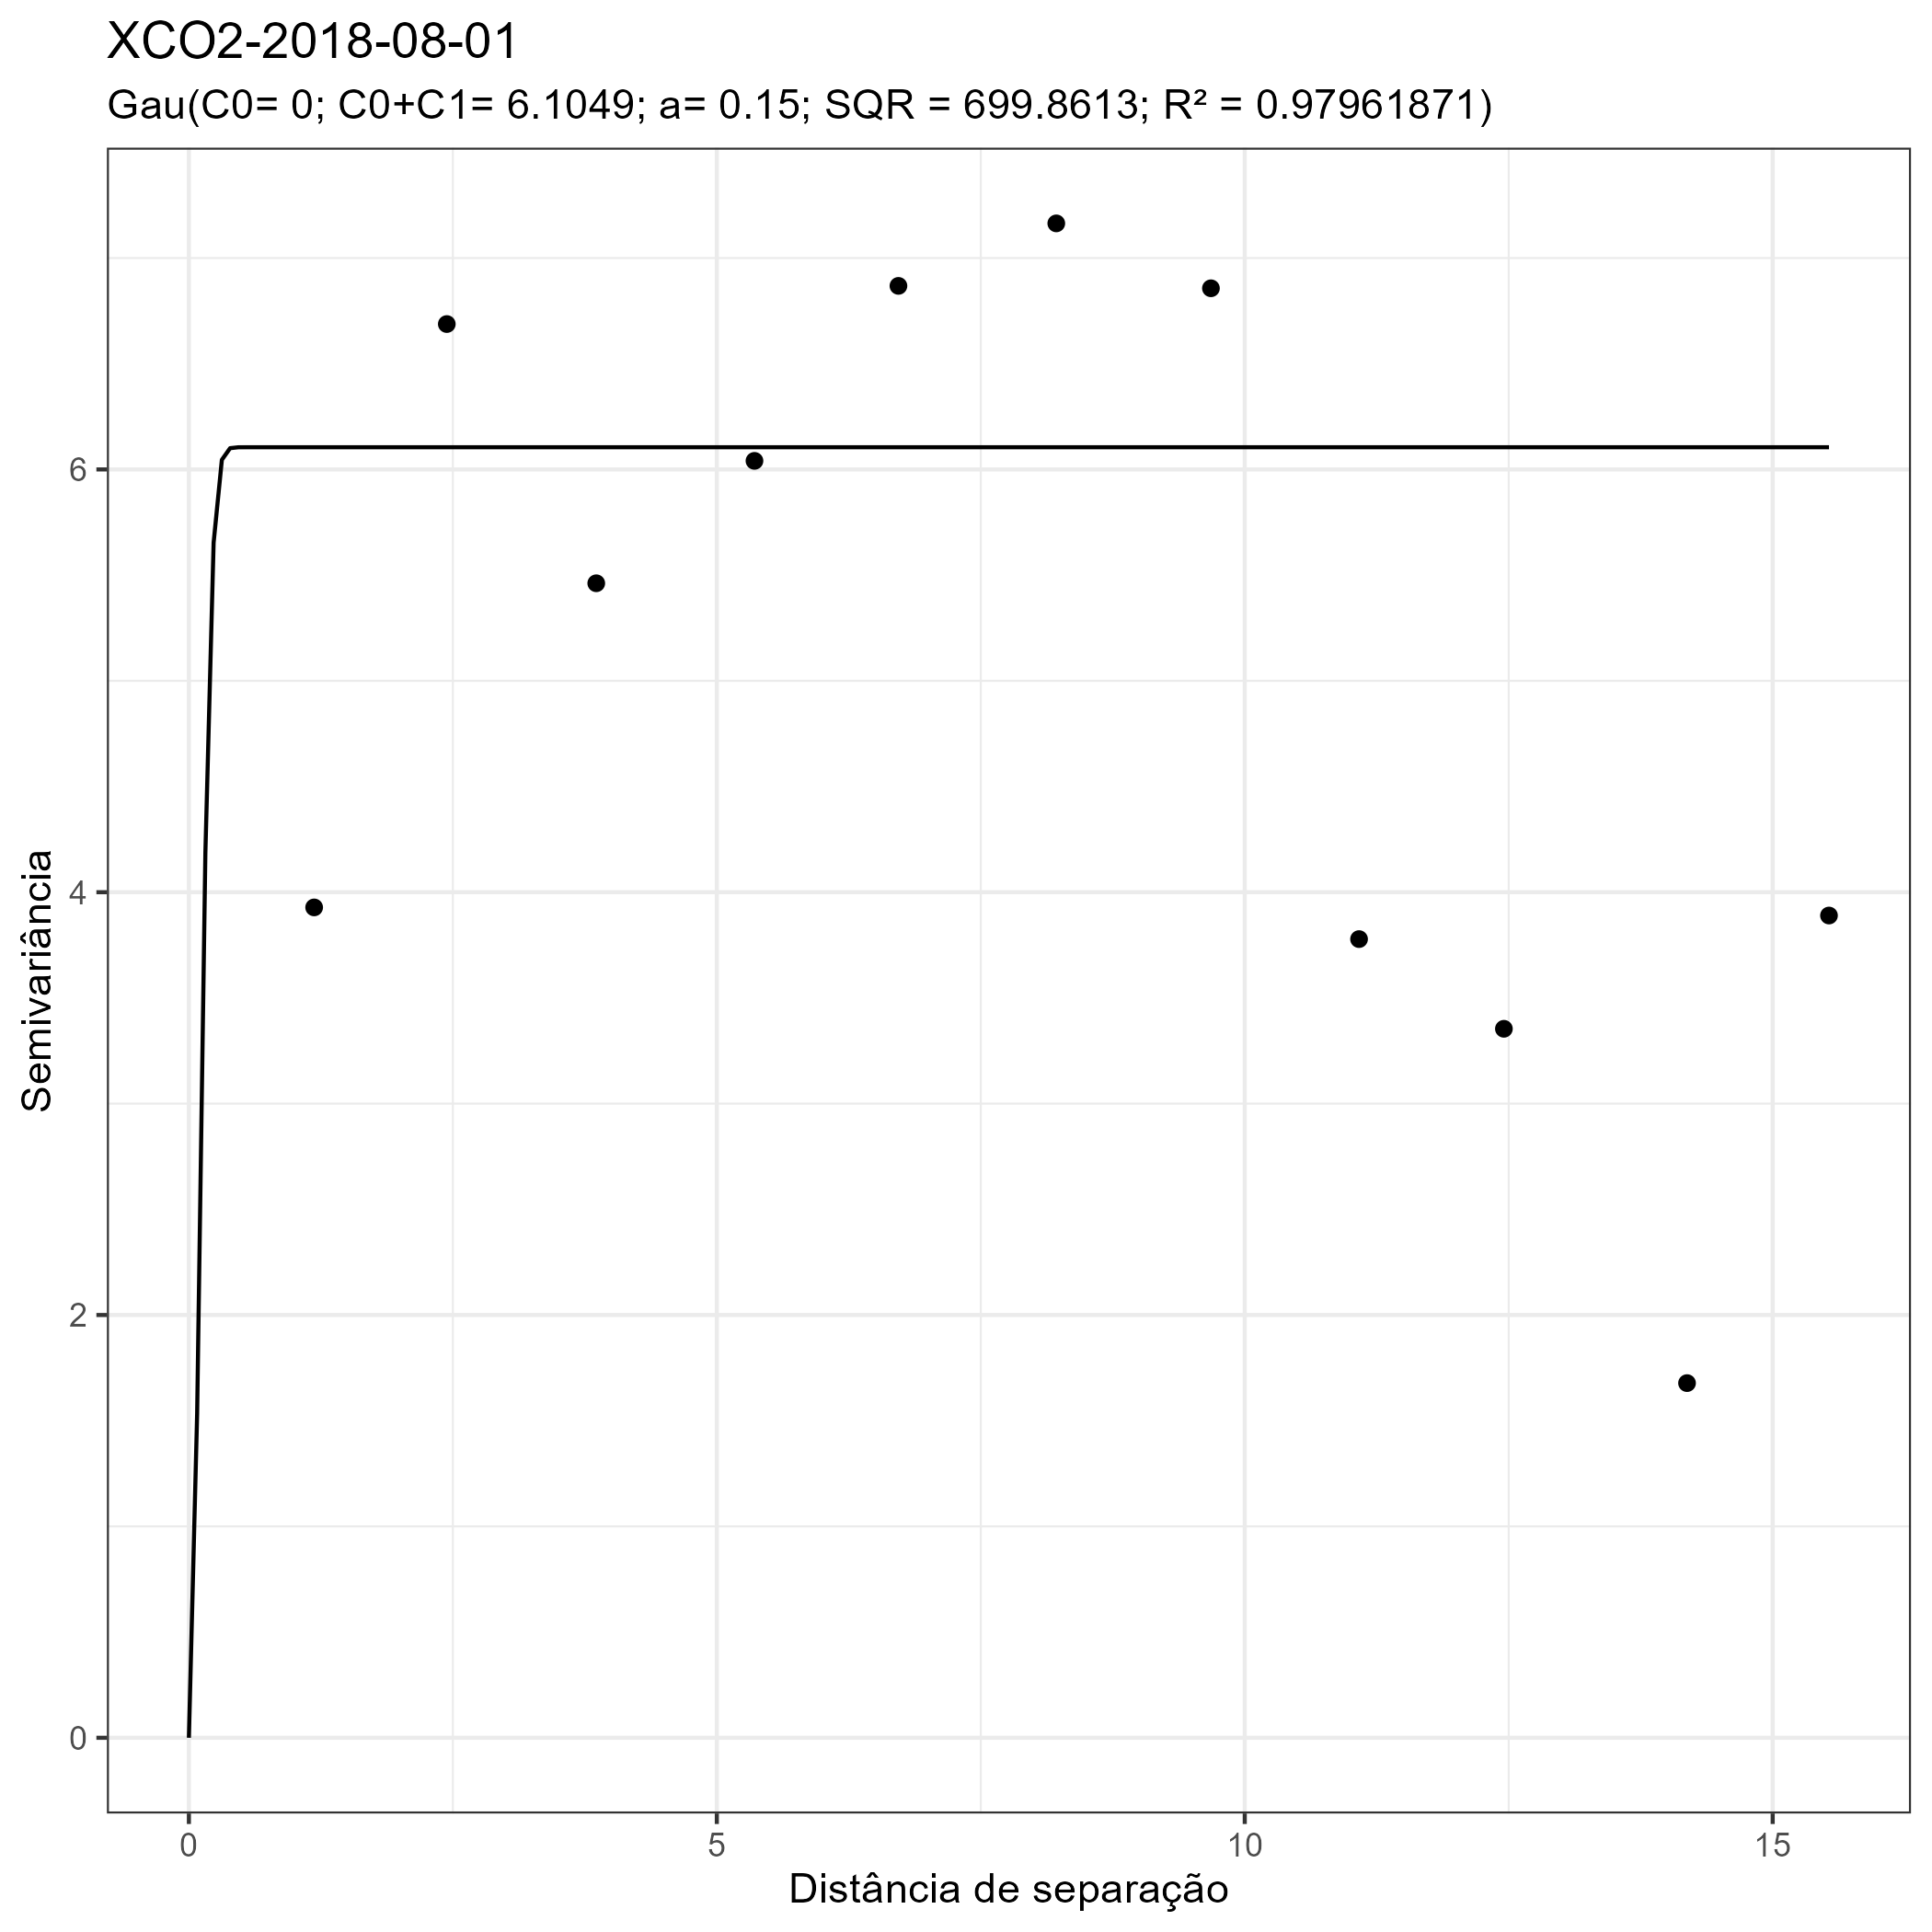 XCO2-2018-08-01
Gau(C0= 0; C0+C1= 6.1049; a= 0.15; SQR = 699.8613; R² = 0.97961871)
Semivariância
6
4
2
0
0 5 10 15
Distância de separação